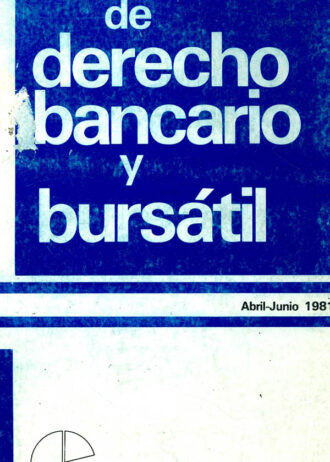 de
derecho
bancario
y
bursátil
Abril-Junio 1981